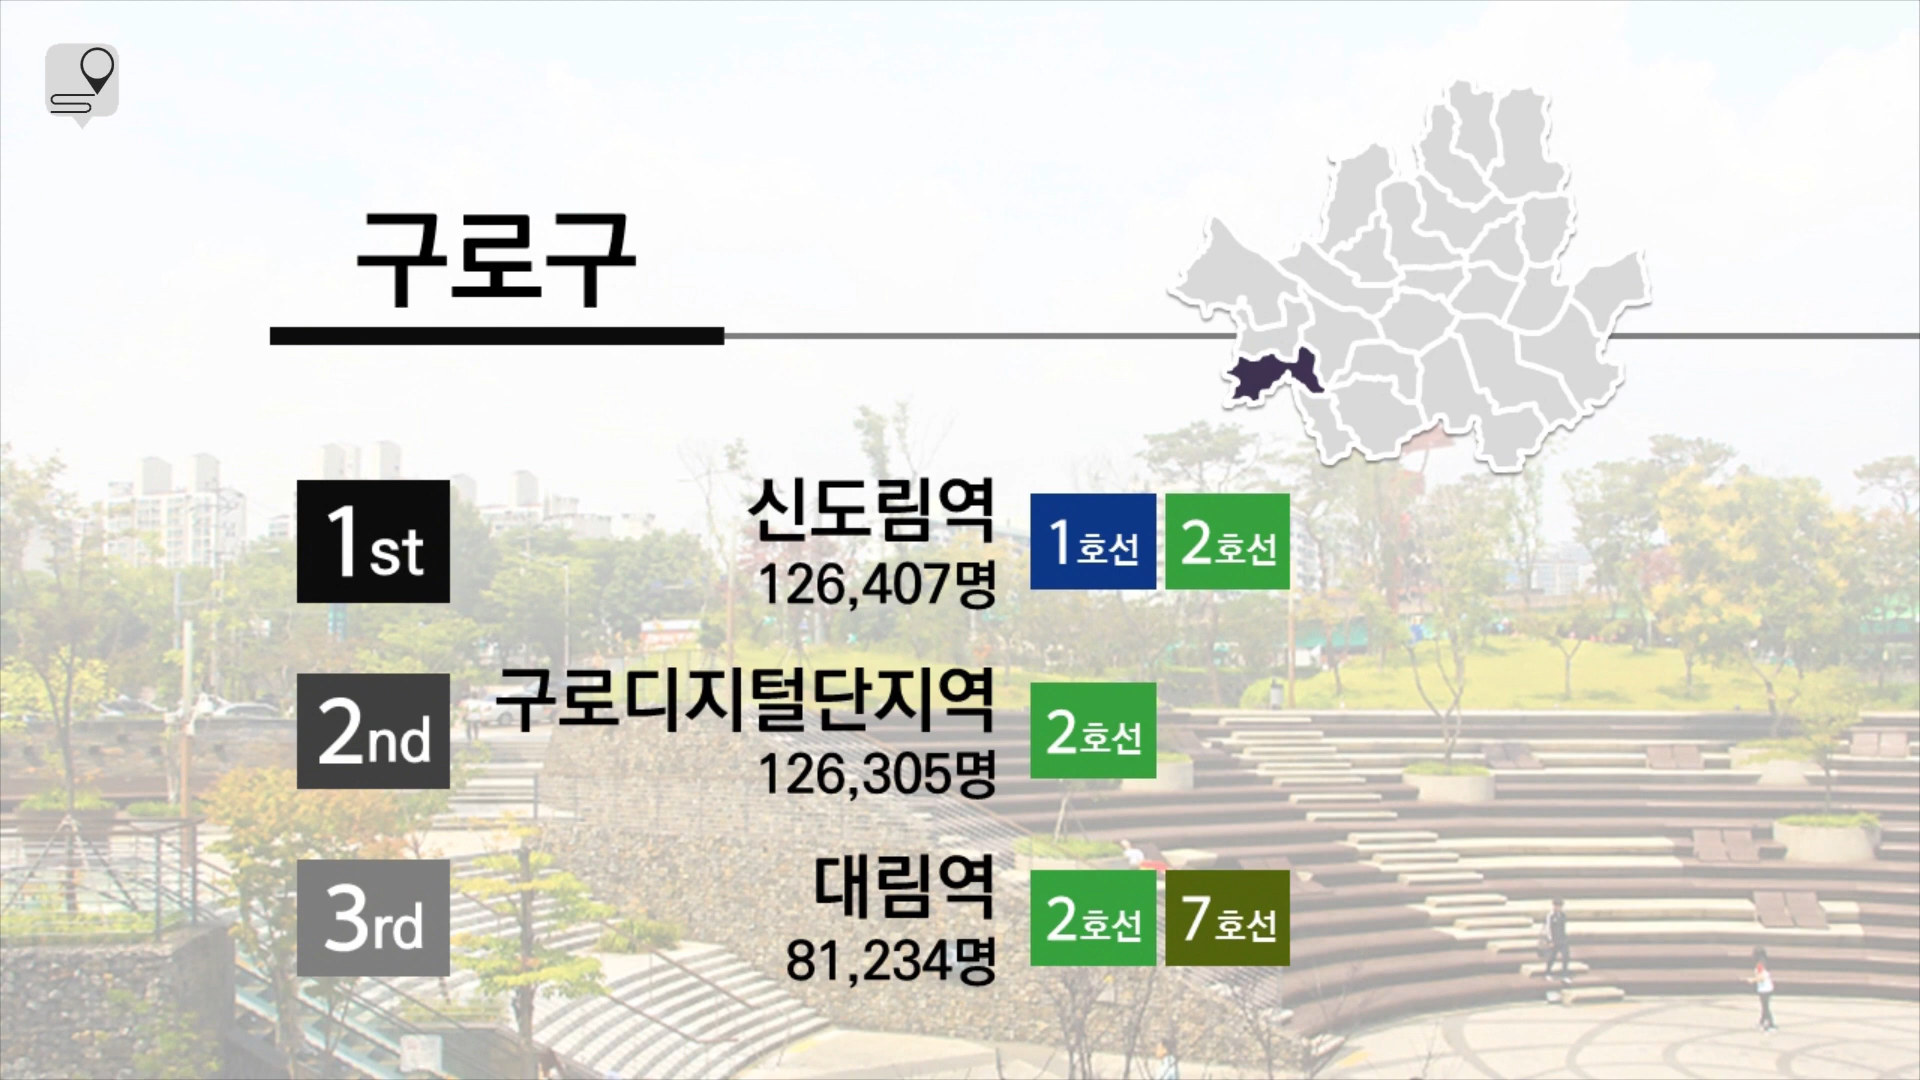 구로구
1st
신도림역
126,407명
1호선 2호선
2nd
구로디지털단지역
126,305명
2호선
3rd
대림역
81,234명
2호선 7호선